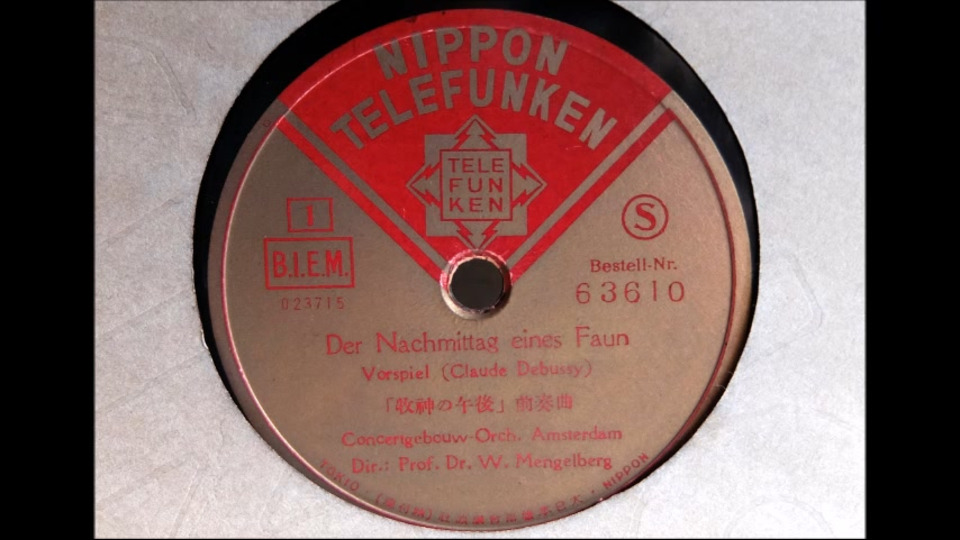 NIPPON
TELEFUNKEN
TELE
FUN
KEN
1
B.I.E.M.
023715
S
Bestell-Nr.
63610
Der Nachmittag eines Faun
Vorspiel (Claude Debussy)
「牧神の午後」前奏曲
Concertgebouw-Orch. Amsterdam
Dir.: Prof. Dr. W. Mengelberg
TOKIO
NIPPON